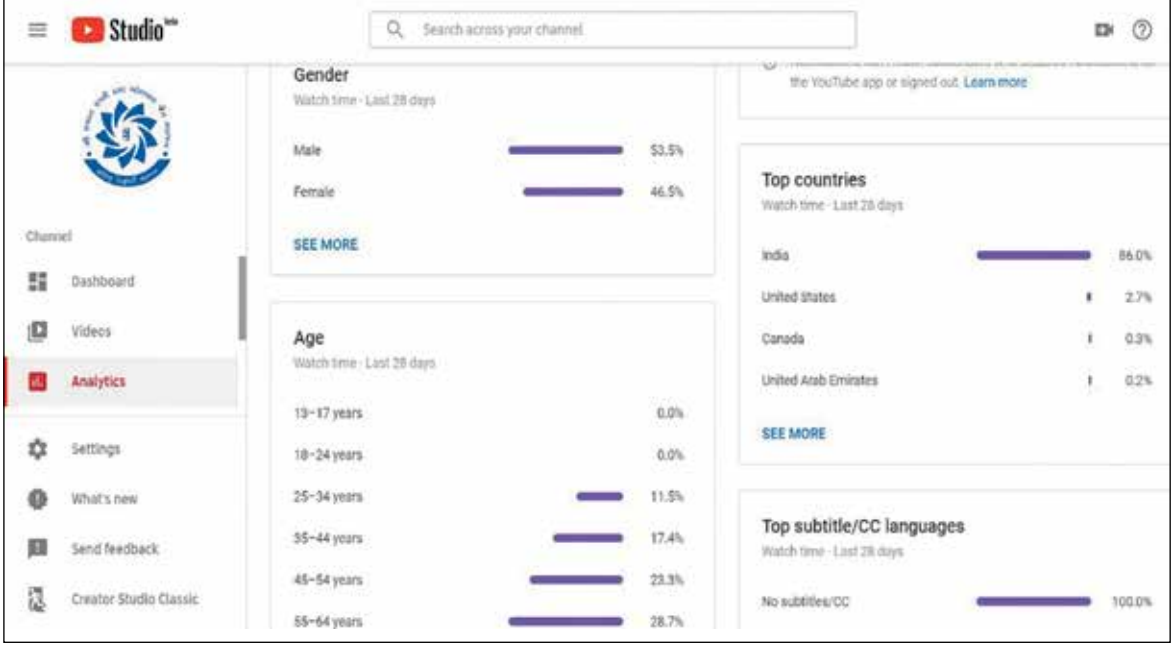 Studio beta
Search across your channel
Channel
Dashboard
Videos
Analytics
Settings
What's new
Send feedback
Creator Studio Classic
Gender
Watch time · Last 28 days
Male 53.5%
Female 46.5%
SEE MORE
Age
Watch time · Last 28 days
13–17 years 0.0%
18–24 years 0.0%
25–34 years 11.5%
35–44 years 17.4%
45–54 years 23.3%
55–64 years 28.7%
the YouTube app or signed out. Learn more
Top countries
Watch time · Last 28 days
India 86.0%
United States 2.7%
Canada 0.3%
United Arab Emirates 0.2%
SEE MORE
Top subtitle/CC languages
Watch time · Last 28 days
No subtitles/CC 100.0%